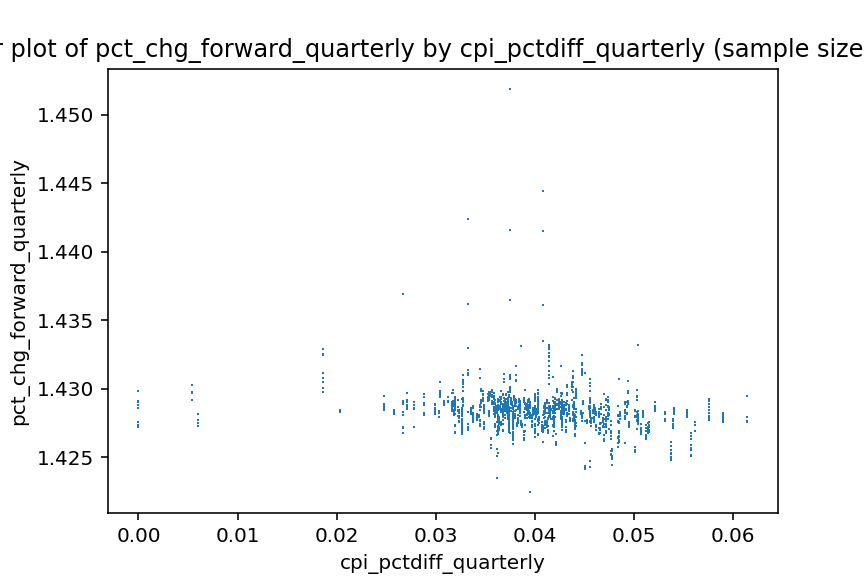 plot of pct_chg_forward_quarterly by cpi_pctdiff_quarterly (sample size
1.450
1.445
1.440
1.435
1.430
1.425
pct_chg_forward_quarterly
0.00 0.01 0.02 0.03 0.04 0.05 0.06
cpi_pctdiff_quarterly